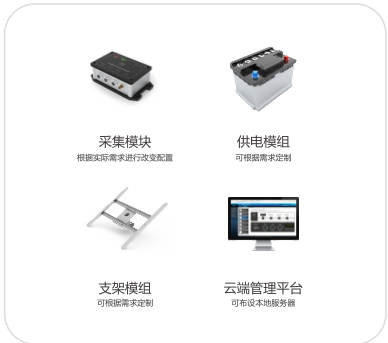 采集模块
供电模组
根据实际需求进行改变配置
可根据需求定制
支架模组
云端管理平台
可根据需求定制
可布设本地服务器